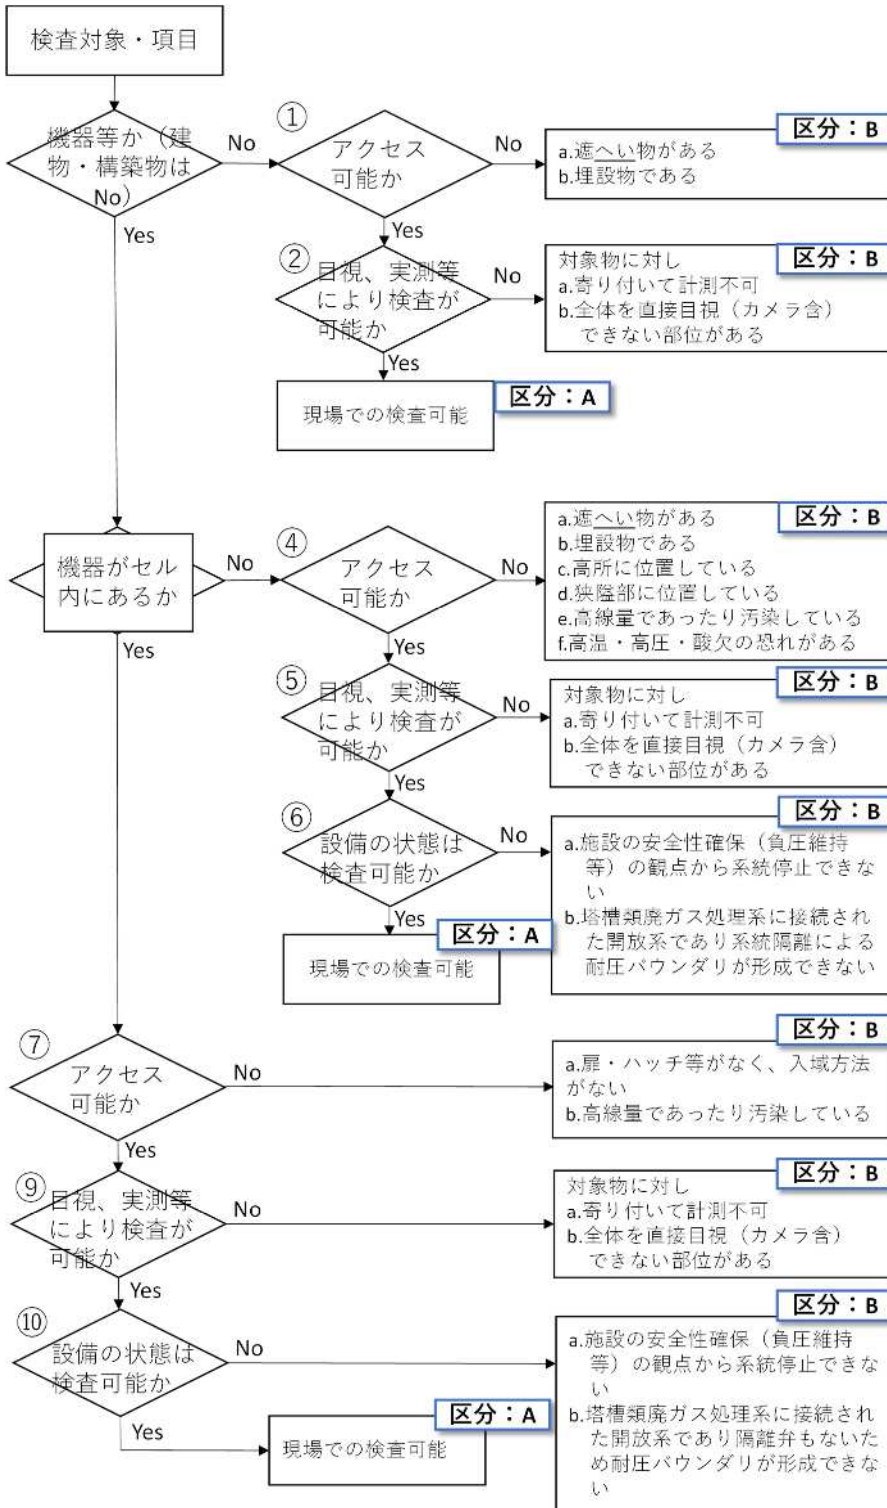 検査対象・項目
機器等か（建
物・構築物は
No）
No
Yes
①
アクセス
可能か
No
Yes
区分：B
a.遮へい物がある
b.埋設物である
②
目視、実測等
により検査が
可能か
No
Yes
区分：B
対象物に対し
a.寄り付いて計測不可
b.全体を直接目視（カメラ含）
できない部位がある
区分：A
現場での検査可能
機器がセル
内にあるか
No
Yes
④
アクセス
可能か
No
Yes
区分：B
a.遮へい物がある
b.埋設物である
c.高所に位置している
d.狭隘部に位置している
e.高線量であったり汚染している
f.高温・高圧・酸欠の恐れがある
⑤
目視、実測等
により検査が
可能か
No
Yes
区分：B
対象物に対し
a.寄り付いて計測不可
b.全体を直接目視（カメラ含）
できない部位がある
⑥
設備の状態は
検査可能か
No
Yes
区分：B
a.施設の安全性確保（負圧維持
等）の観点から系統停止できな
い
b.塔槽類廃ガス処理系に接続され
た開放系であり系統隔離による
耐圧バウンダリが形成できない
区分：A
現場での検査可能
⑦
アクセス
可能か
No
Yes
区分：B
a.扉・ハッチ等がなく、入域方法
がない
b.高線量であったり汚染している
⑨
目視、実測等
により検査が
可能か
No
Yes
区分：B
対象物に対し
a.寄り付いて計測不可
b.全体を直接目視（カメラ含）
できない部位がある
⑩
設備の状態は
検査可能か
No
Yes
区分：B
a.施設の安全性確保（負圧維持
等）の観点から系統停止できな
い
b.塔槽類廃ガス処理系に接続され
た開放系であり隔離弁もないた
め耐圧バウンダリが形成できな
い
区分：A
現場での検査可能